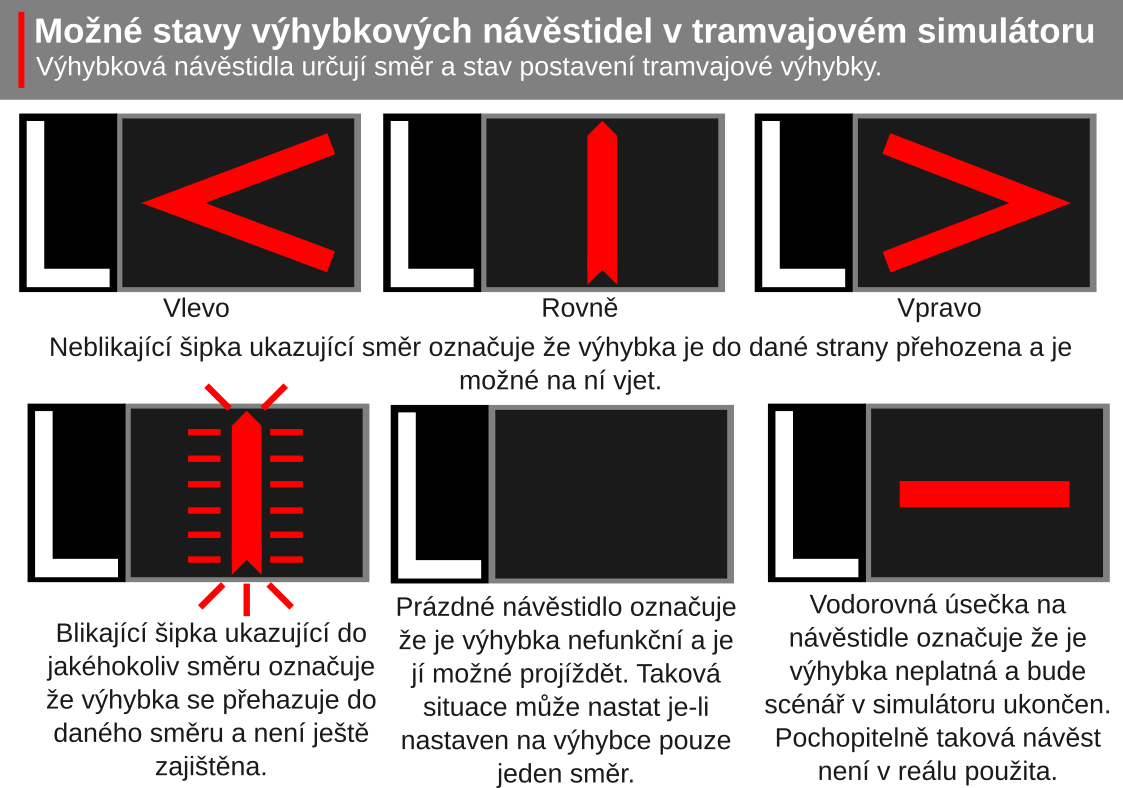 Možné stavy výhybkových návěstidel v tramvajovém simulátoru
Výhybková návěstidla určují směr a stav postavení tramvajové výhybky.
L
L
L
Vlevo
Rovně
Vpravo
Neblikající šipka ukazující směr označuje že výhybka je do dané strany přehozena a je
možné na ní vjet.
L
L
L
Blikající šipka ukazující do
jakéhokoliv směru označuje
že výhybka se přehazuje do
daného směru a není ještě
zajištěna.
Prázdné návěstidlo označuje
že je výhybka nefunkční a je
jí možné projíždět. Taková
situace může nastat je-li
nastaven na výhybce pouze
jeden směr.
Vodorovná úsečka na
návěstidle označuje že je
výhybka neplatná a bude
scénář v simulátoru ukončen.
Pochopitelně taková návěst
není v reálu použita.